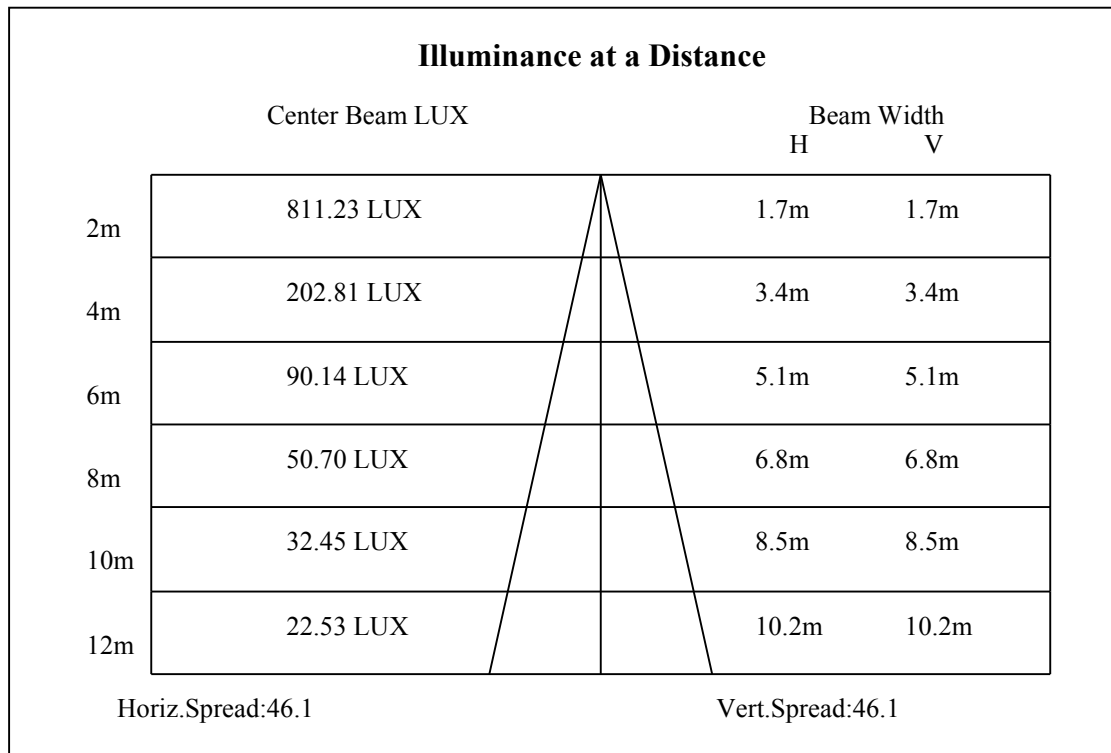 Illuminance at a Distance
Center Beam LUX Beam Width
H V
2m 811.23 LUX 1.7m 1.7m
4m 202.81 LUX 3.4m 3.4m
6m 90.14 LUX 5.1m 5.1m
8m 50.70 LUX 6.8m 6.8m
10m 32.45 LUX 8.5m 8.5m
12m 22.53 LUX 10.2m 10.2m
Horiz.Spread:46.1 Vert.Spread:46.1